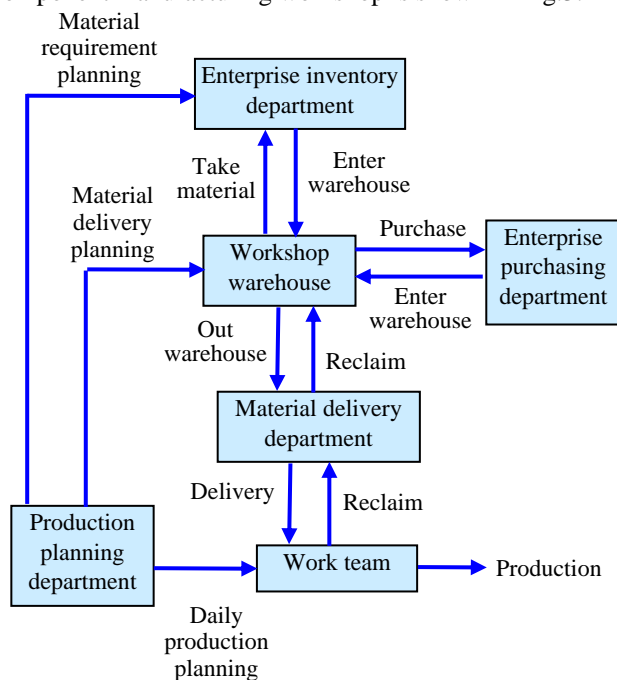 Material
requirement
planning
Enterprise inventory
department
Take
material
Enter
warehouse
Material
delivery
planning
Workshop
warehouse
Purchase
Enter
warehouse
Enterprise
purchasing
department
Out
warehouse
Reclaim
Material delivery
department
Delivery
Reclaim
Production
planning
department
Work team
Production
Daily
production
planning